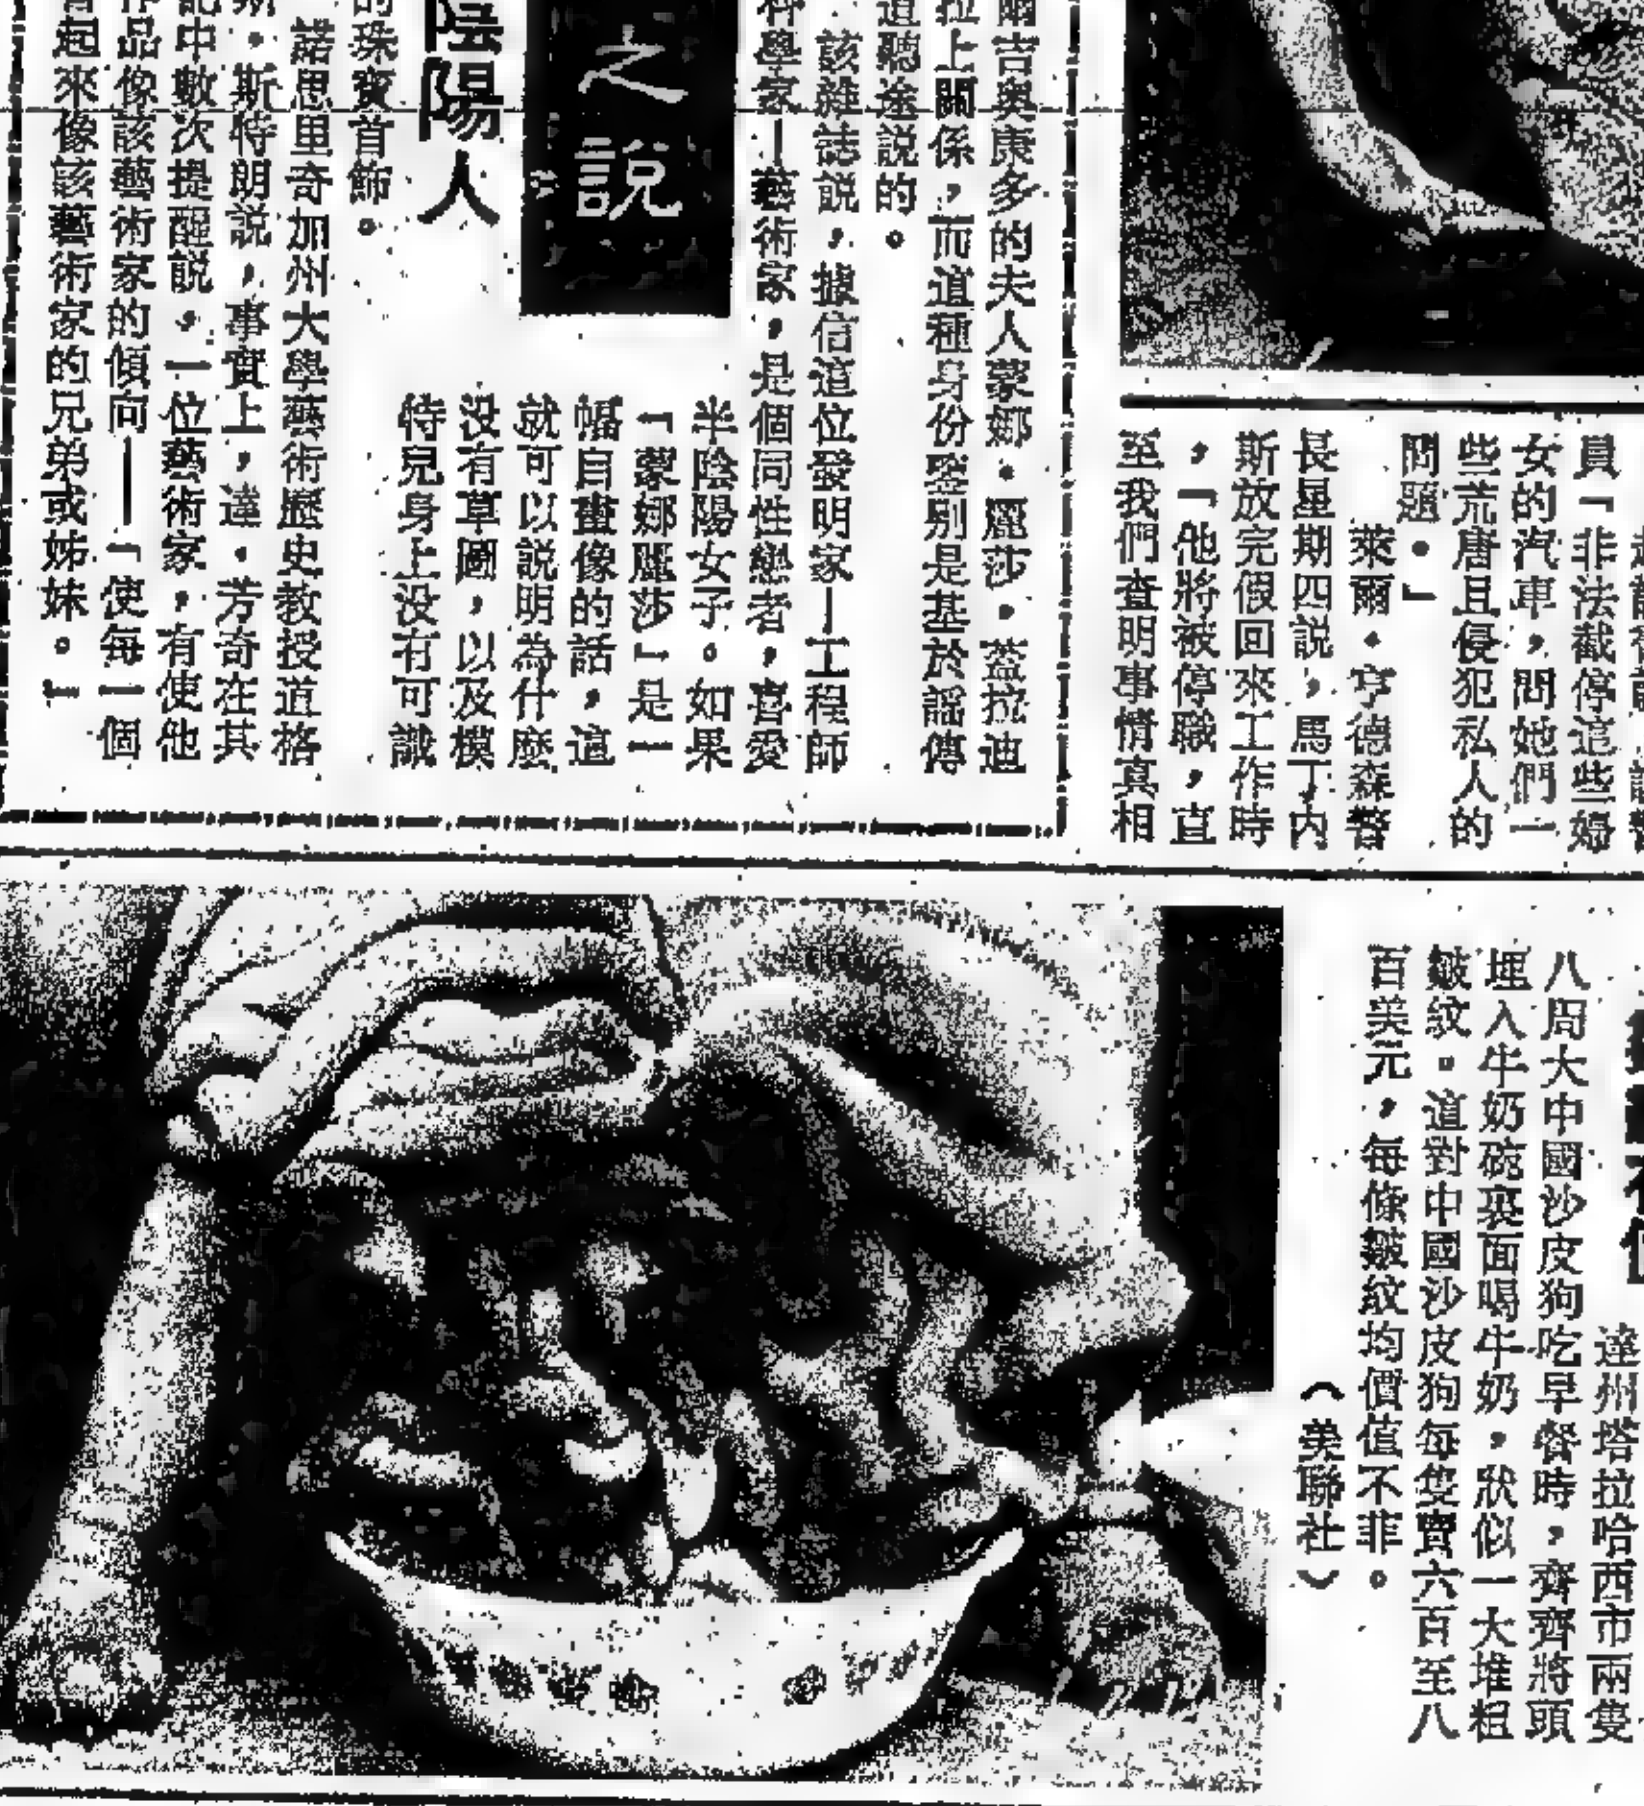 員「非法截停這些婦
女的汽車，問她們一
些荒唐且侵犯私人的
問題。」
萊爾・亨德森警
長星期四説，馬丁内
斯放完假回來工作時
，「他將被停職，直
至我們查明事情真相
爾吉奥康多的夫人蒙娜・麗莎，蓋拉迪
拉上關係，而這種身份鑒别是基於謡傳
道聽途説的。
該雜誌説，據信這位發明家—工程師
科學家—藝術家，是個同性戀者，喜愛
半陰陽女子。如果
「蒙娜麗莎」是一
幅自畫像的話，這
就可以説明為什麽
没有草圖，以及模
特兒身上没有可識
之説
陰陽人
的珠寶首飾。
諾思里奇加州大學藝術歷史教授道格
斯・斯特朗説，事實上，達・芳奇在其
記中數次提醒説，一位藝術家，有使他
作品像該藝術家的傾向——「使每一個
看起來像該藝術家的兄弟或姊妹。」
達州塔拉哈西市兩隻
八周大中國沙皮狗吃早餐時，齊齊將頭
埋入牛奶碗裏面喝牛奶，狀似一大堆粗
皺紋。這對中國沙皮狗每隻賣六百至八
百美元，每條皺紋均價值不菲。
（美聯社）